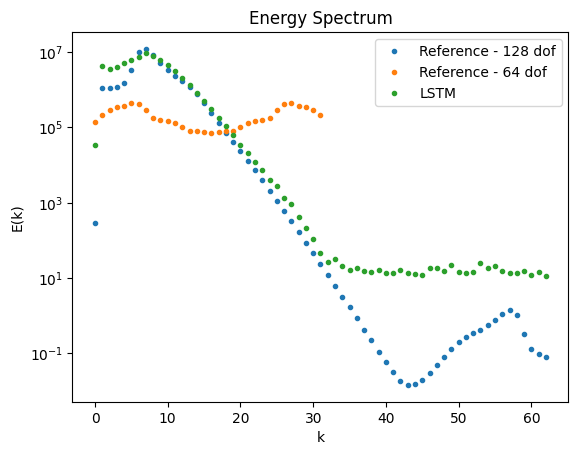 Energy Spectrum
Reference - 128 dof
Reference - 64 dof
LSTM
E(k)
10^7
10^5
10^3
10^1
10^−1
0 10 20 30 40 50 60
k